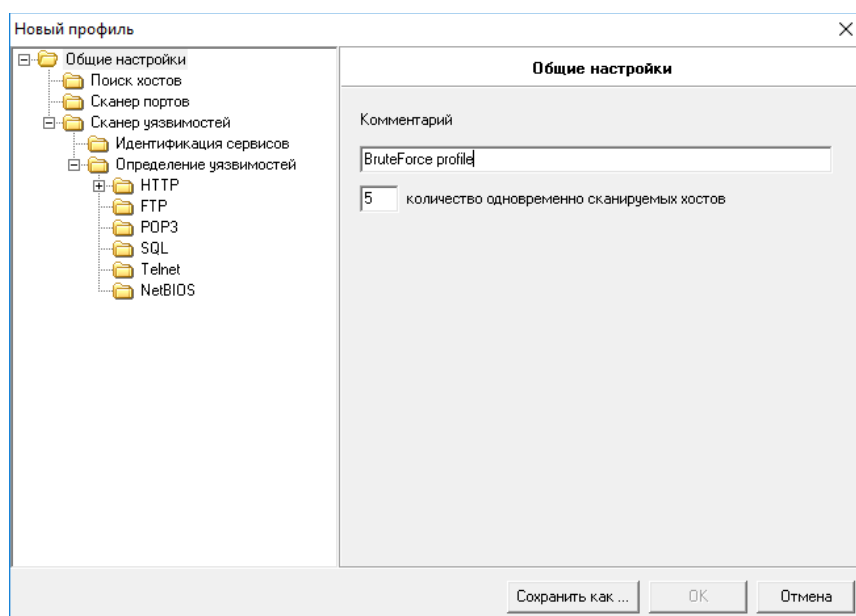 Новый профиль
Общие настройки
Поиск хостов
Сканер портов
Сканер уязвимостей
Идентификация сервисов
Определение уязвимостей
HTTP
FTP
POP3
SQL
Telnet
NetBIOS
Общие настройки
Комментарий
BruteForce profile
5 количество одновременно сканируемых хостов
Сохранить как ... OK Отмена